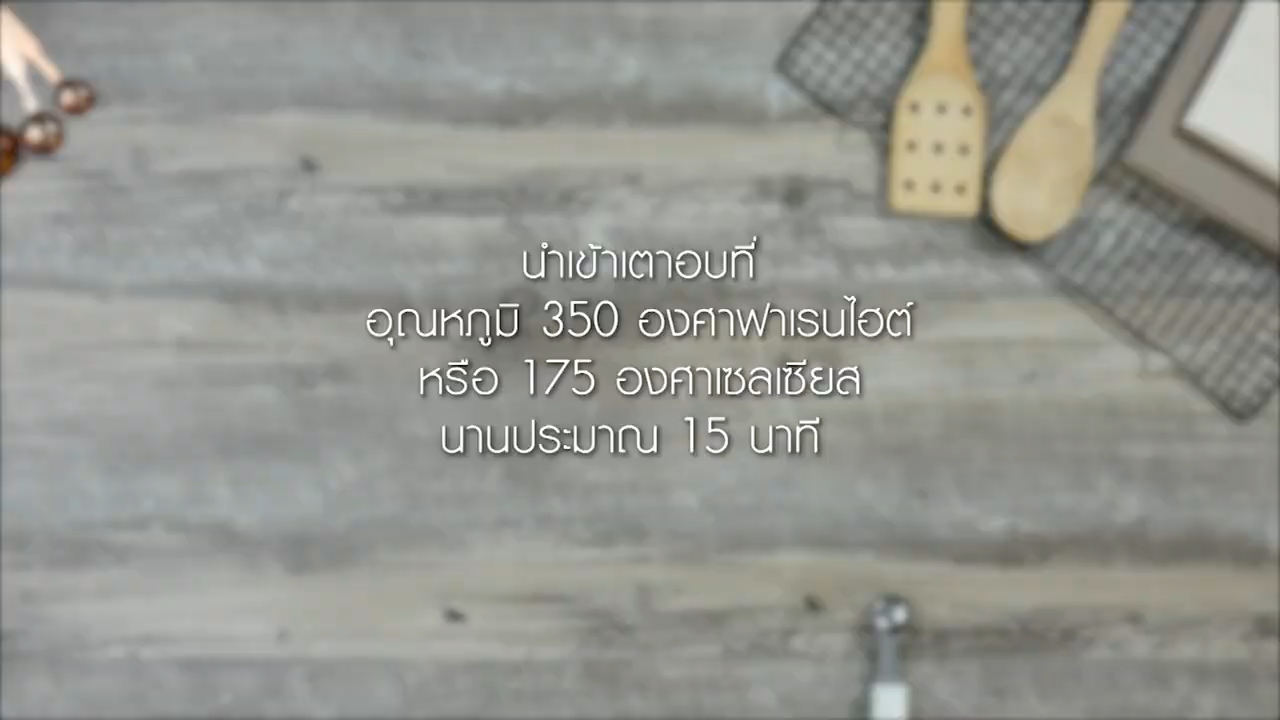 นำเข้าเตาอบที่
อุณหภูมิ 350 องศาฟาเรนไฮต์
หรือ 175 องศาเซลเซียส
นานประมาณ 15 นาที